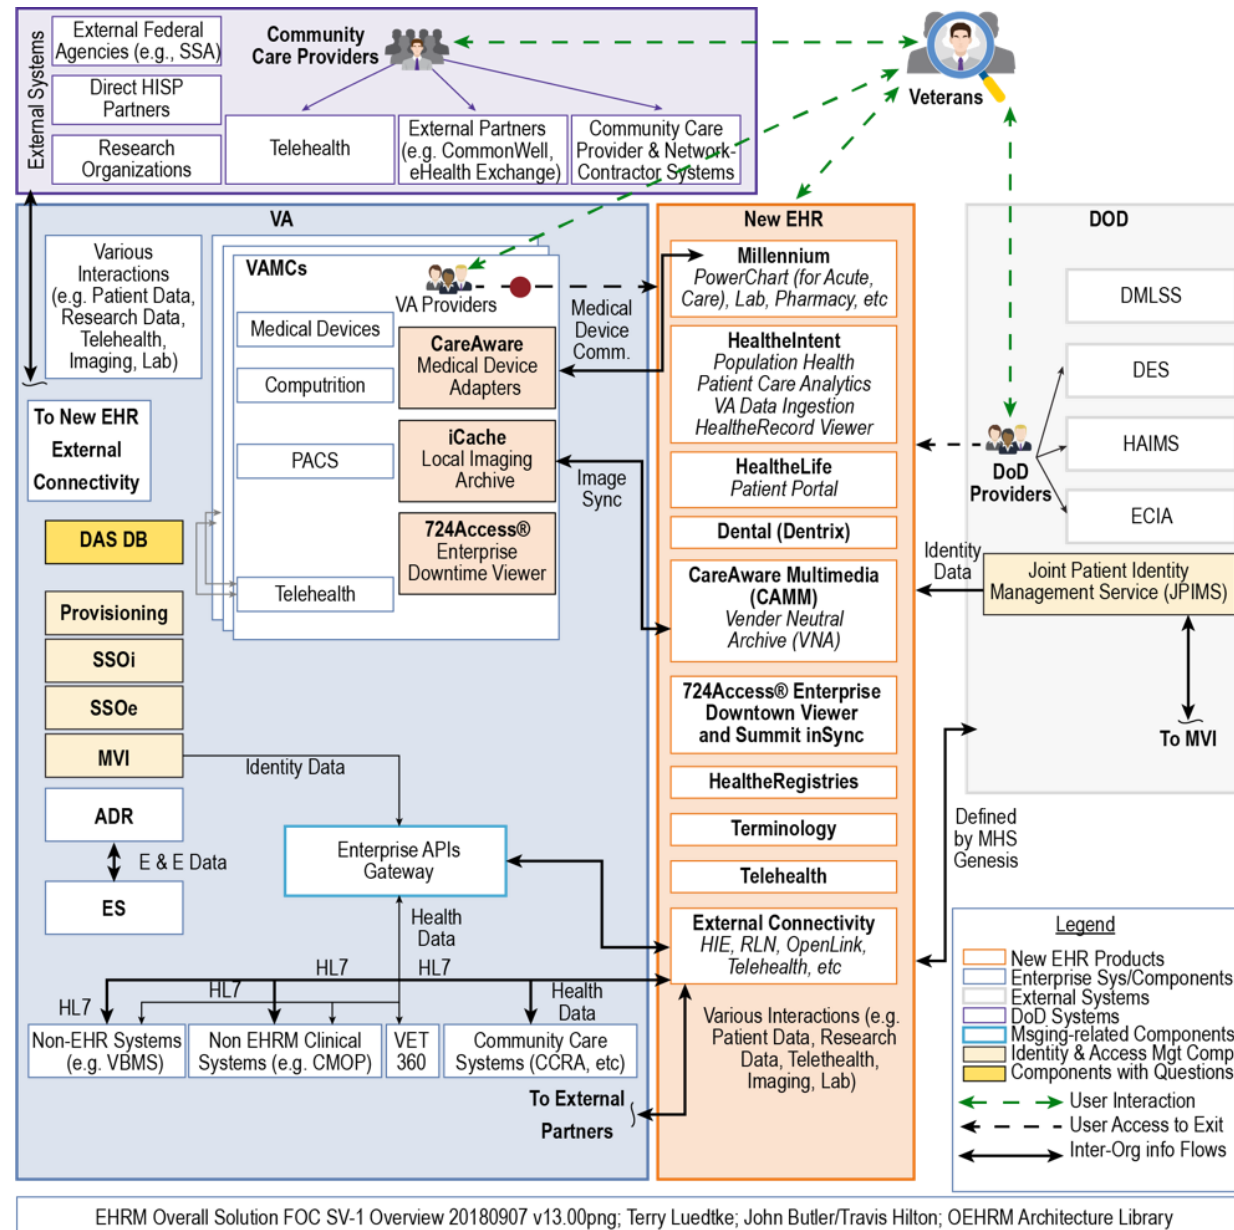 External Systems
External Federal
Agencies (e.g., SSA)
Direct HISP
Partners
Research
Organizations
Community
Care Providers
Telehealth
External Partners
(e.g. CommonWell,
eHealth Exchange)
Community Care
Provider & Network-
Contractor Systems
Veterans
VA
Various
Interactions
(e.g. Patient Data,
Research Data,
Telehealth,
Imaging, Lab)
To New EHR
External
Connectivity
DAS DB
Provisioning
SSOi
SSOe
MVI
ADR
E & E Data
ES
VAMCs
VA Providers
Medical Devices
Computrition
PACS
Telehealth
CareAware
Medical Device
Adapters
iCache
Local Imaging
Archive
724Access®
Enterprise
Downtime Viewer
Medical
Device
Comm.
Image
Sync
Identity Data
Enterprise APIs
Gateway
Health
Data
HL7
HL7
HL7
HL7
Health
Data
Non-EHR Systems
(e.g. VBMS)
Non EHRM Clinical
Systems (e.g. CMOP)
VET
360
Community Care
Systems (CCRA, etc)
To External
Partners
New EHR
Millennium
PowerChart (for Acute,
Care), Lab, Pharmacy, etc
HealtheIntent
Population Health
Patient Care Analytics
VA Data Ingestion
HealtheRecord Viewer
HealtheLife
Patient Portal
Dental (Dentrix)
CareAware Multimedia
(CAMM)
Vender Neutral
Archive (VNA)
724Access® Enterprise
Downtown Viewer
and Summit inSync
HealtheRegistries
Terminology
Telehealth
External Connectivity
HIE, RLN, OpenLink,
Telehealth, etc
Various Interactions (e.g.
Patient Data, Research
Data, Telethealth,
Imaging, Lab)
DOD
DMLSS
DES
HAIMS
ECIA
DoD
Providers
Identity
Data
Joint Patient Identity
Management Service (JPIMS)
To MVI
Defined
by MHS
Genesis
Legend
New EHR Products
Enterprise Sys/Components
External Systems
DoD Systems
Msging-related Components
Identity & Access Mgt Comp
Components with Questions
User Interaction
User Access to Exit
Inter-Org info Flows
EHRM Overall Solution FOC SV-1 Overview 20180907 v13.00png; Terry Luedtke; John Butler/Travis Hilton; OEHRM Architecture Library